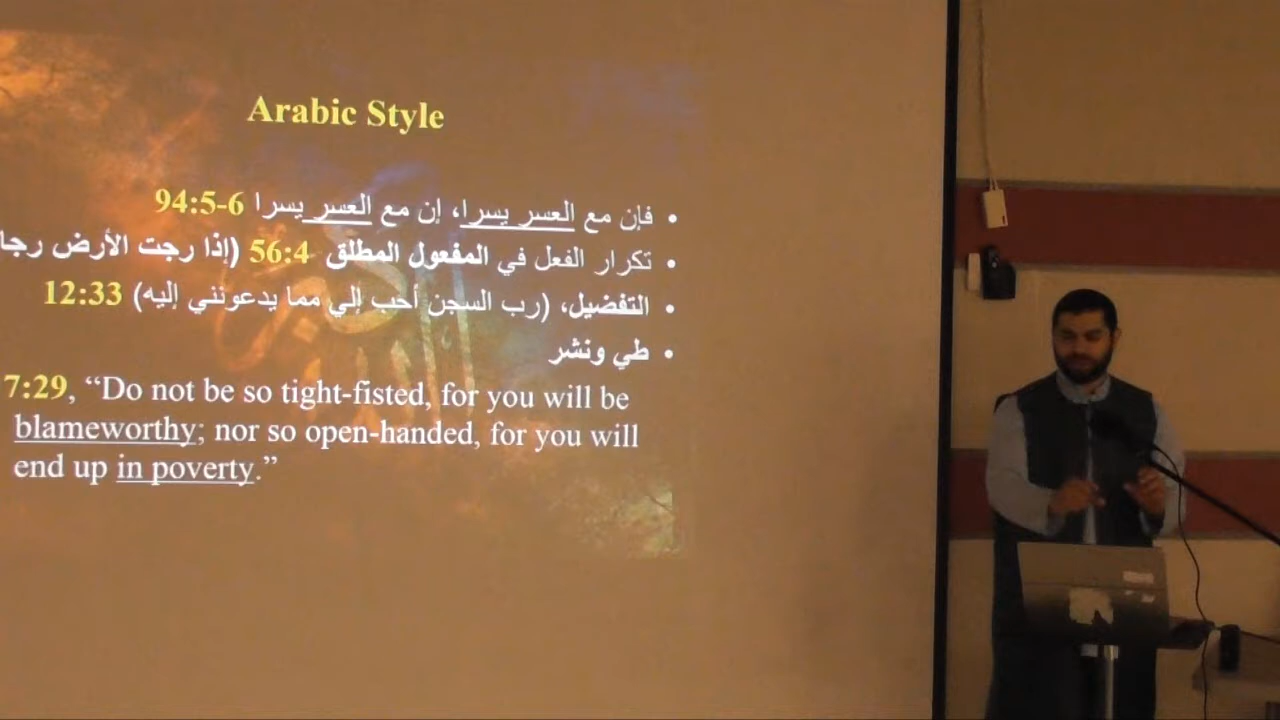 Arabic Style
• فإن مع العسر يسرا، إن مع العسر يسرا 94:5-6
• تكرار الفعل في المفعول المطلق 56:4 (إذا رجت الأرض رجا
• التفضيل، (رب السجن أحب إلي مما يدعونني إليه) 12:33
• طي ونشر
7:29, “Do not be so tight-fisted, for you will be
blameworthy; nor so open-handed, for you will
end up in poverty.”